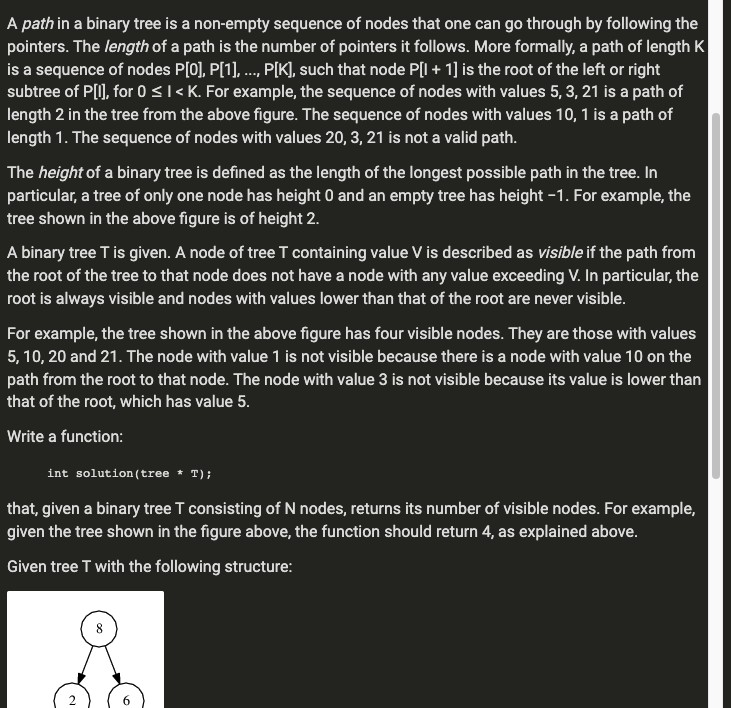 A path in a binary tree is a non-empty sequence of nodes that one can go through by following the
pointers. The length of a path is the number of pointers it follows. More formally, a path of length K
is a sequence of nodes P[0], P[1], ..., P[K], such that node P[I + 1] is the root of the left or right
subtree of P[I], for 0 ≤ I < K. For example, the sequence of nodes with values 5, 3, 21 is a path of
length 2 in the tree from the above figure. The sequence of nodes with values 10, 1 is a path of
length 1. The sequence of nodes with values 20, 3, 21 is not a valid path.
The height of a binary tree is defined as the length of the longest possible path in the tree. In
particular, a tree of only one node has height 0 and an empty tree has height −1. For example, the
tree shown in the above figure is of height 2.
A binary tree T is given. A node of tree T containing value V is described as visible if the path from
the root of the tree to that node does not have a node with any value exceeding V. In particular, the
root is always visible and nodes with values lower than that of the root are never visible.
For example, the tree shown in the above figure has four visible nodes. They are those with values
5, 10, 20 and 21. The node with value 1 is not visible because there is a node with value 10 on the
path from the root to that node. The node with value 3 is not visible because its value is lower than
that of the root, which has value 5.
Write a function:
int solution(tree * T);
that, given a binary tree T consisting of N nodes, returns its number of visible nodes. For example,
given the tree shown in the figure above, the function should return 4, as explained above.
Given tree T with the following structure:
8
2 6